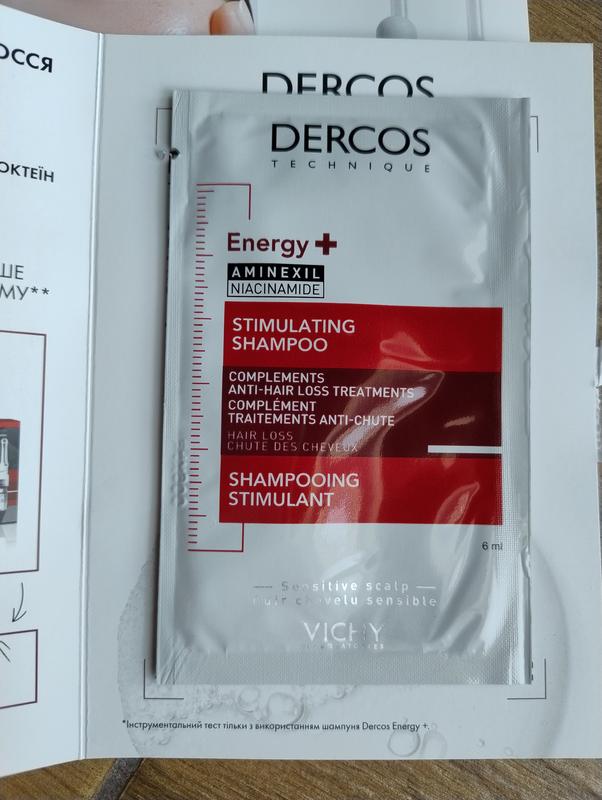 ОССЯ
ОКТЕЇН
ШЕ
МУ**
DERCOS
DERCOS
TECHNIQUE
Energy+
AMINEXIL
NIACINAMIDE
STIMULATING
SHAMPOO
COMPLEMENTS
ANTI-HAIR LOSS TREATMENTS
COMPLÉMENT
TRAITEMENTS ANTI-CHUTE
HAIR LOSS
CHUTE DES CHEVEUX
SHAMPOOING
STIMULANT
6 ml
Sensitive scalp
cuir chevelu sensible
VICHY
LABORATOIRES
*Інструментальний тест тільки з використанням шампуня Dercos Energy +.